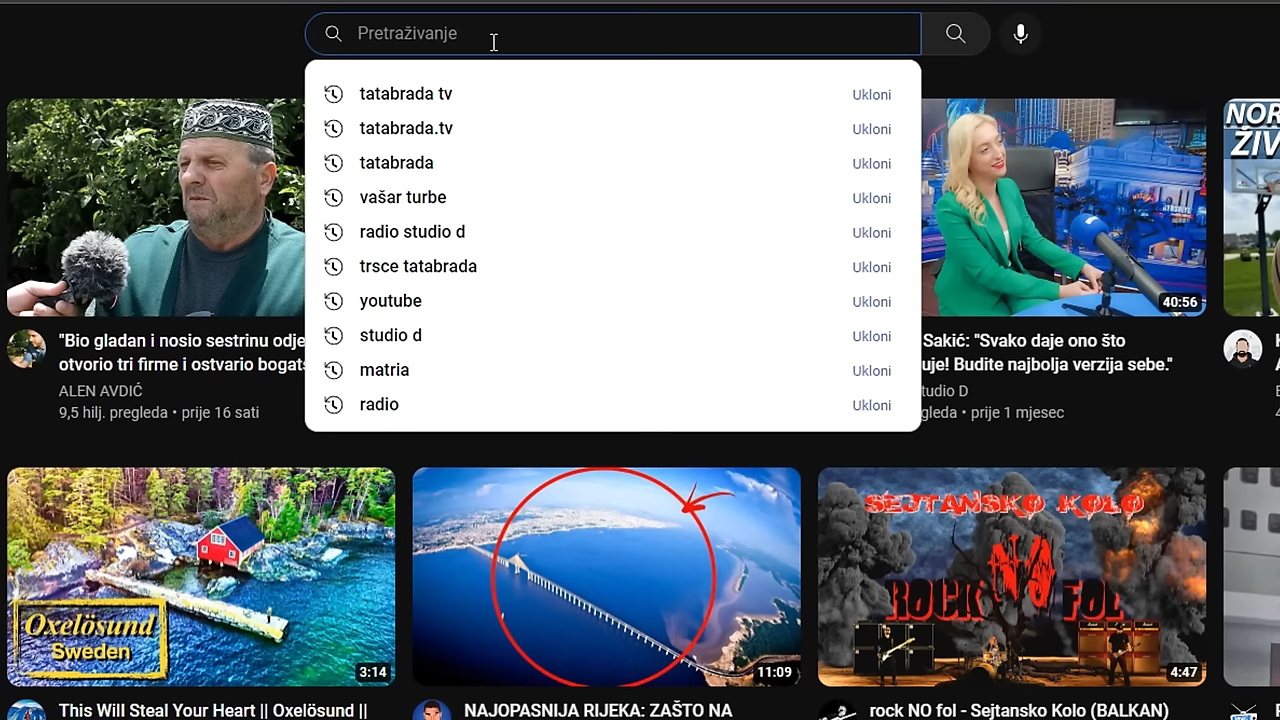 Pretraživanje
tatabrada tv
Ukloni
tatabrada.tv
Ukloni
tatabrada
Ukloni
vašar turbe
Ukloni
radio studio d
Ukloni
trsce tatabrada
Ukloni
youtube
Ukloni
studio d
Ukloni
matria
Ukloni
radio
Ukloni
NOR
ŽIV
40:56
"Bio gladan i nosio sestrinu odje
otvorio tri firme i ostvario bogats
ALEN AVDIĆ
9,5 hilj. pregleda • prije 16 sati
Sakić: "Svako daje ono što
uje! Budite najbolja verzija sebe."
tudio D
gleda • prije 1 mjesec
Oxelösund
Sweden
3:14
11:09
SEJTANSKO KOLO
ROCK NO FOL
4:47
This Will Steal Your Heart || Oxelösund ||
NAJOPASNIJA RIJEKA: ZAŠTO NA
rock NO fol - Sejtansko Kolo (BALKAN)